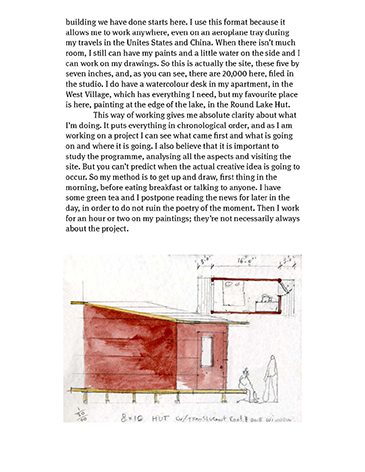 building we have done starts here. I use this format because it
allows me to work anywhere, even on an aeroplane tray during
my travels in the Unites States and China. When there isn't much
room, I still can have my paints and a little water on the side and I
can work on my drawings. So this is actually the site, these five by
seven inches, and, as you can see, there are 20,000 here, filed in
the studio. I do have a watercolour desk in my apartment, in the
West Village, which has everything I need, but my favourite place
is here, painting at the edge of the lake, in the Round Lake Hut.
This way of working gives me absolute clarity about what
I'm doing. It puts everything in chronological order, and as I am
working on a project I can see what came first and what is going
on and where it is going. I also believe that it is important to
study the programme, analysing all the aspects and visiting the
site. But you can't predict when the actual creative idea is going to
occur. So my method is to get up and draw, first thing in the
morning, before eating breakfast or talking to anyone. I have
some green tea and I postpone reading the news for later in the
day, in order to do not ruin the poetry of the moment. Then I work
for an hour or two on my paintings; they're not necessarily always
about the project.
8x16 HUT w/translucent Roof & one window